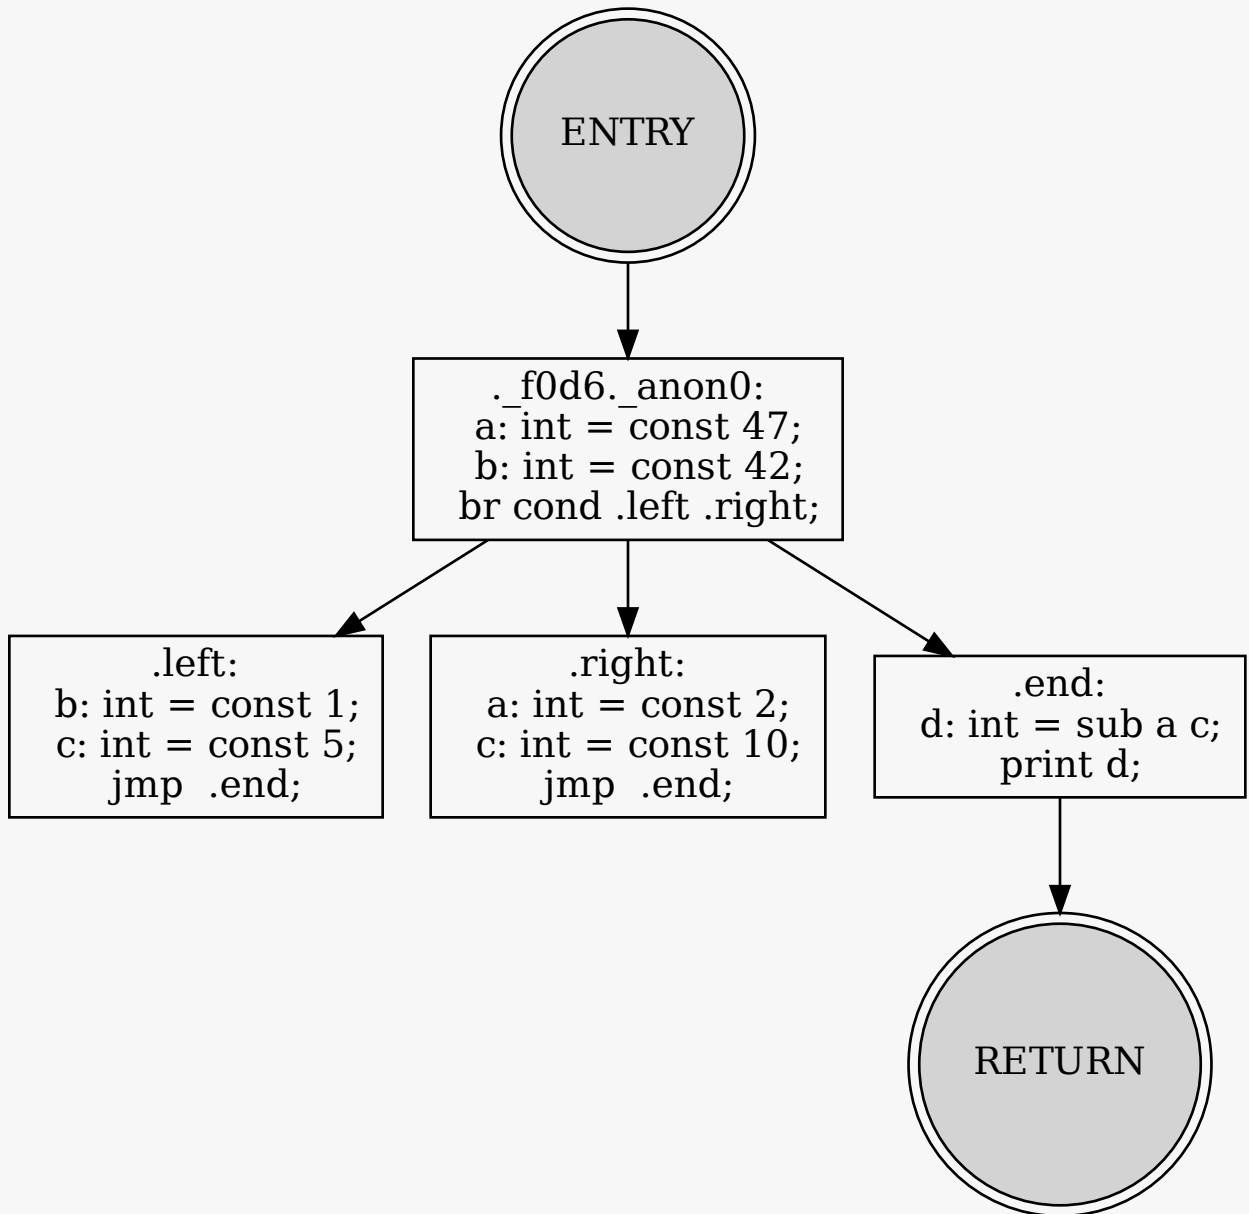 ENTRY
._f0d6._anon0:
a: int = const 47;
b: int = const 42;
br cond .left .right;
.left:
b: int = const 1;
c: int = const 5;
jmp  .end;
.right:
a: int = const 2;
c: int = const 10;
jmp  .end;
.end:
d: int = sub a c;
print d;
RETURN